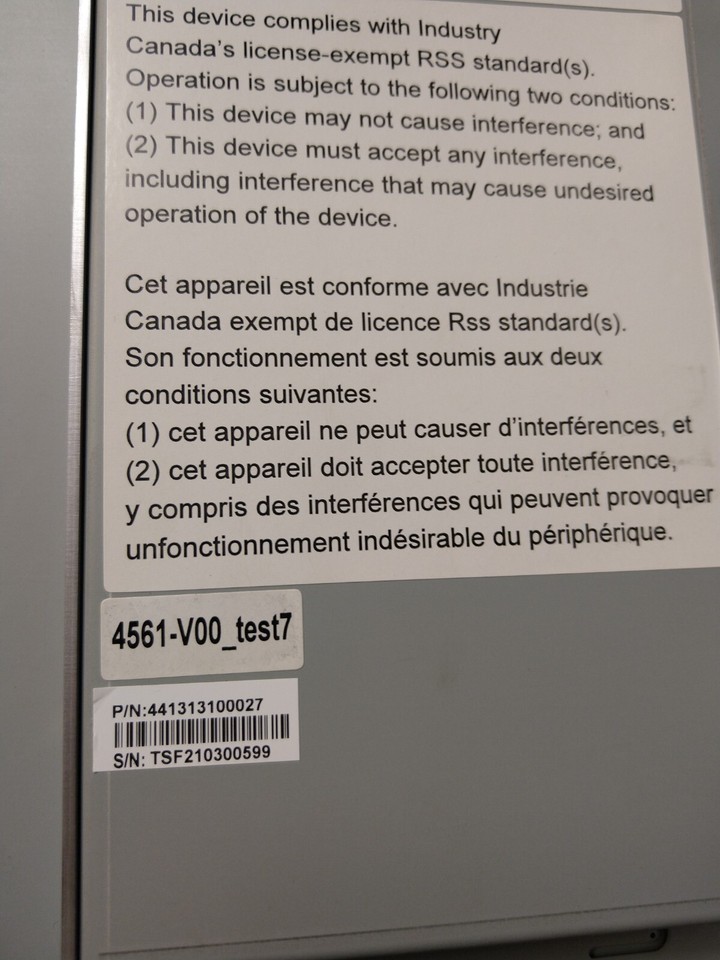 This device complies with Industry
Canada's license-exempt RSS standard(s).
Operation is subject to the following two conditions:
(1) This device may not cause interference; and
(2) This device must accept any interference,
including interference that may cause undesired
operation of the device.
Cet appareil est conforme avec Industrie
Canada exempt de licence Rss standard(s).
Son fonctionnement est soumis aux deux
conditions suivantes:
(1) cet appareil ne peut causer d'interférences, et
(2) cet appareil doit accepter toute interférence,
y compris des interférences qui peuvent provoquer
unfonctionnement indésirable du périphérique.
4561-V00_test7
P/N:441313100027
S/N: TSF210300599